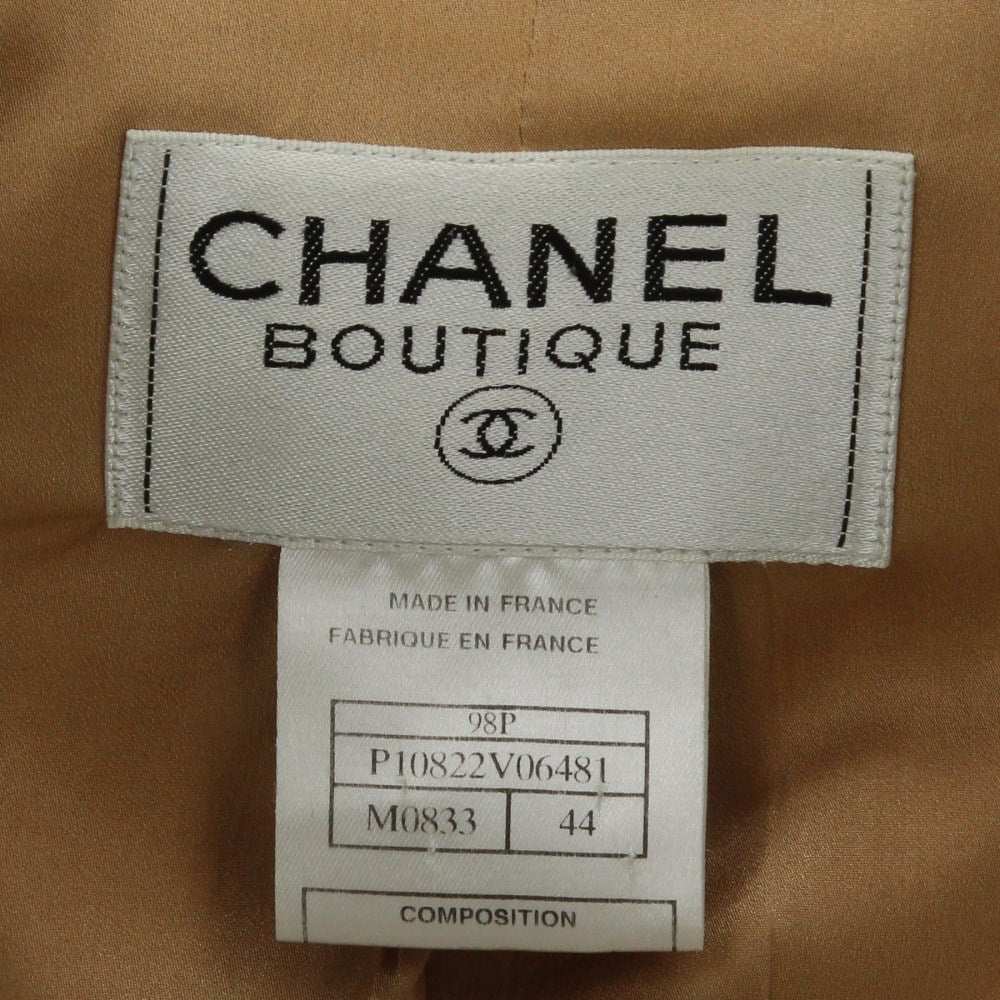 CHANEL
BOUTIQUE
MADE IN FRANCE
FABRIQUE EN FRANCE
98P
P10822V06481
M0833 44
COMPOSITION